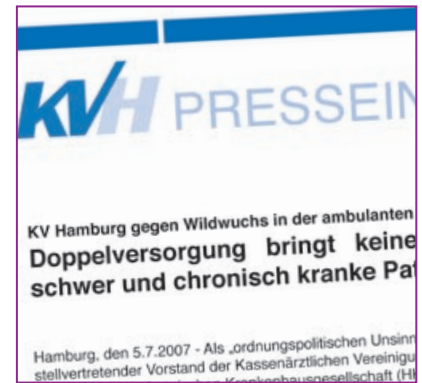 KVH PRESSEIN
KV Hamburg gegen Wildwuchs in der ambulanten
Doppelversorgung bringt keine
schwer und chronisch kranke Pat
Hamburg, den 5.7.2007 - Als „ordnungspolitischen Unsinn
stellvertretender Vorstand der Kassenärztlichen Vereinigu
Krankenhausgesellschaft (H